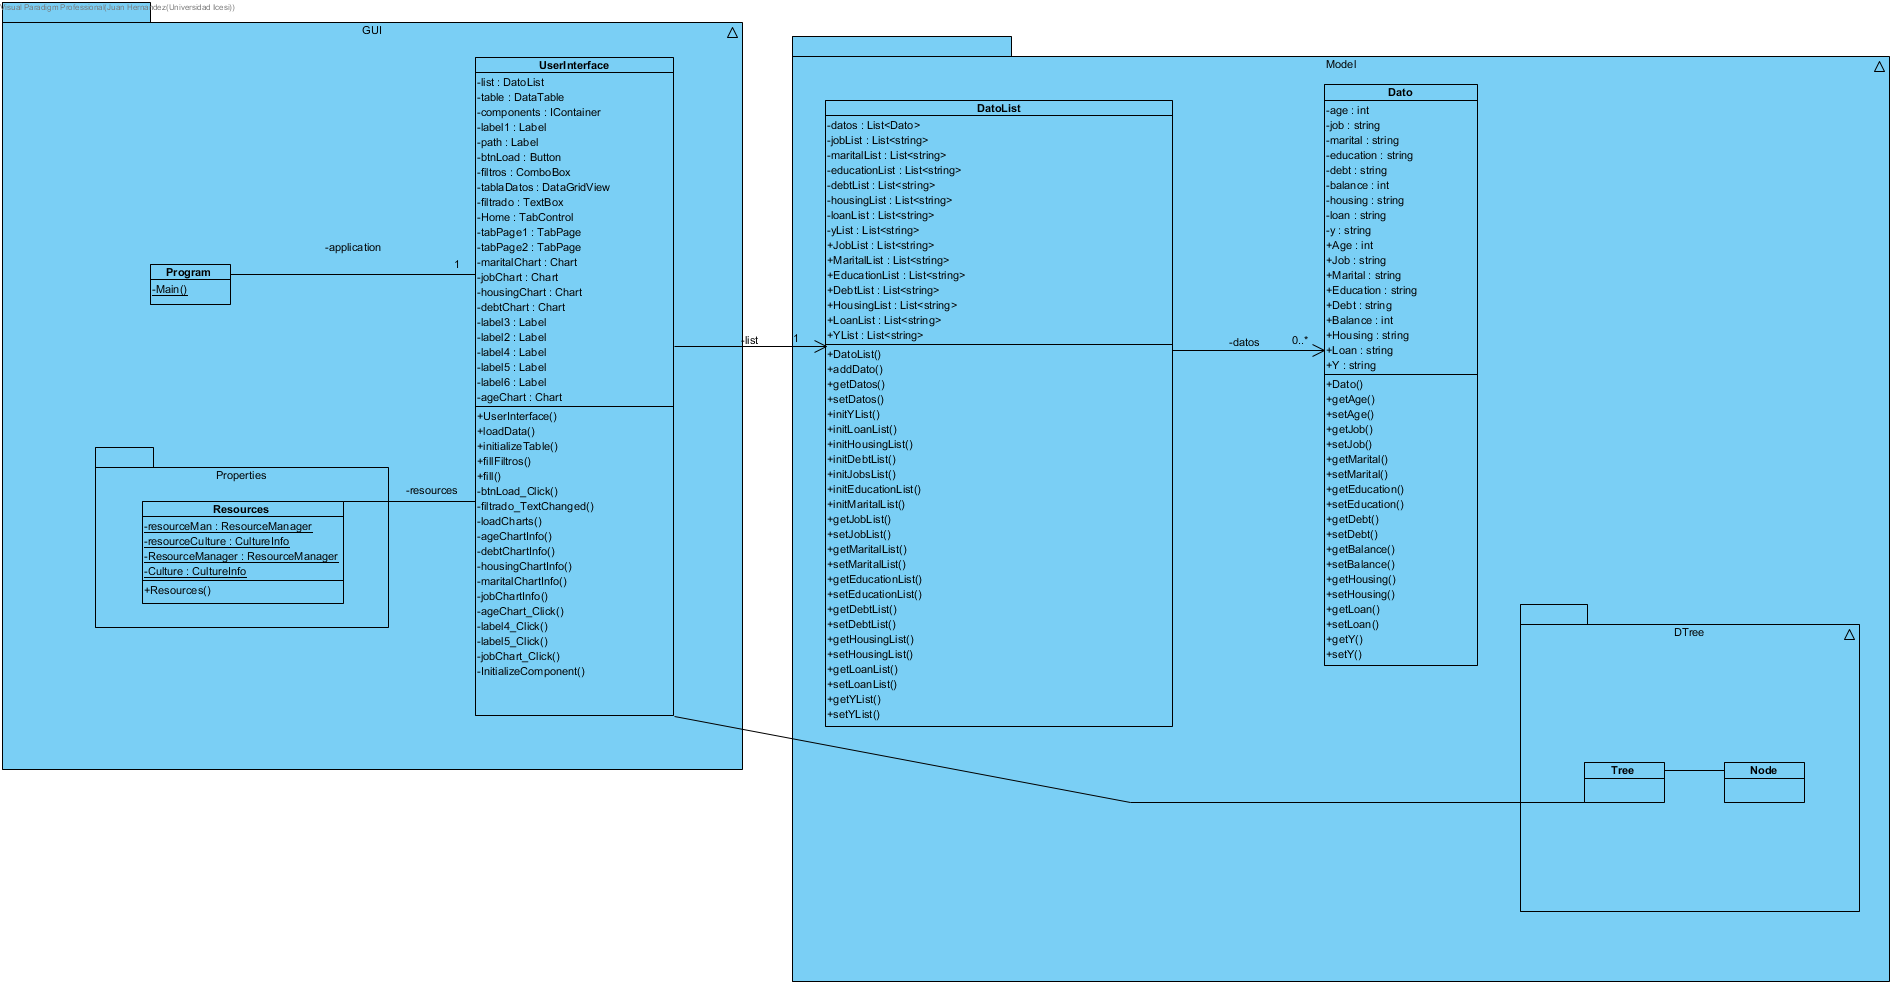 Visual Paradigm Professional(Juan Hernandez(Universidad Icesi))
GUI
UserInterface
-list : DatoList
-table : DataTable
-components : IContainer
-label1 : Label
-path : Label
-btnLoad : Button
-filtros : ComboBox
-tablaDatos : DataGridView
-filtrado : TextBox
-Home : TabControl
-tabPage1 : TabPage
-tabPage2 : TabPage
-maritalChart : Chart
-jobChart : Chart
-housingChart : Chart
-debtChart : Chart
-label3 : Label
-label2 : Label
-label4 : Label
-label5 : Label
-label6 : Label
-ageChart : Chart
+UserInterface()
+loadData()
+initializeTable()
+fillFiltros()
+fill()
-btnLoad_Click()
-filtrado_TextChanged()
-loadCharts()
-ageChartInfo()
-debtChartInfo()
-housingChartInfo()
-maritalChartInfo()
-jobChartInfo()
-ageChart_Click()
-label4_Click()
-label5_Click()
-jobChart_Click()
-InitializeComponent()
-application
1
Program
-Main()
Properties
-resources
Resources
-resourceMan : ResourceManager
-resourceCulture : CultureInfo
-ResourceManager : ResourceManager
-Culture : CultureInfo
+Resources()
-list
1
Model
DatoList
-datos : List<Dato>
-jobList : List<string>
-maritalList : List<string>
-educationList : List<string>
-debtList : List<string>
-housingList : List<string>
-loanList : List<string>
-yList : List<string>
+JobList : List<string>
+MaritalList : List<string>
+EducationList : List<string>
+DebtList : List<string>
+HousingList : List<string>
+LoanList : List<string>
+YList : List<string>
+DatoList()
+addDato()
+getDatos()
+setDatos()
+initYList()
+initLoanList()
+initHousingList()
+initDebtList()
+initJobsList()
+initEducationList()
+initMaritalList()
+getJobList()
+setJobList()
+getMaritalList()
+setMaritalList()
+getEducationList()
+setEducationList()
+getDebtList()
+setDebtList()
+getHousingList()
+setHousingList()
+getLoanList()
+setLoanList()
+getYList()
+setYList()
-datos
0..*
Dato
-age : int
-job : string
-marital : string
-education : string
-debt : string
-balance : int
-housing : string
-loan : string
-y : string
+Age : int
+Job : string
+Marital : string
+Education : string
+Debt : string
+Balance : int
+Housing : string
+Loan : string
+Y : string
+Dato()
+getAge()
+setAge()
+getJob()
+setJob()
+getMarital()
+setMarital()
+getEducation()
+setEducation()
+getDebt()
+setDebt()
+getBalance()
+setBalance()
+getHousing()
+setHousing()
+getLoan()
+setLoan()
+getY()
+setY()
DTree
Tree
Node